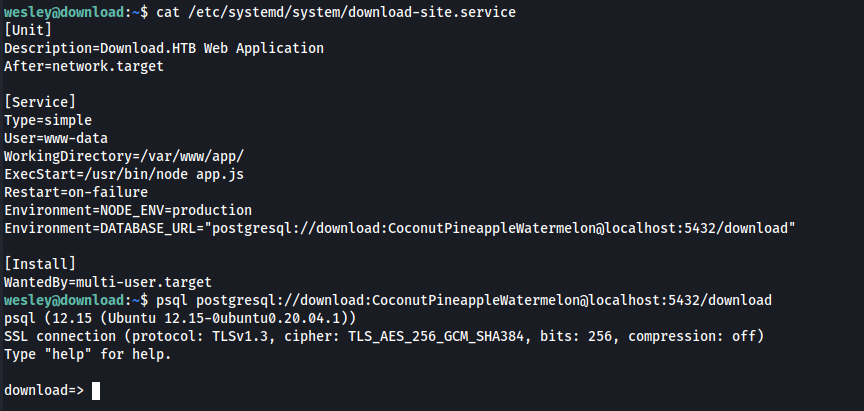 wesley@download:~$ cat /etc/systemd/system/download-site.service
[Unit]
Description=Download.HTB Web Application
After=network.target

[Service]
Type=simple
User=www-data
WorkingDirectory=/var/www/app/
ExecStart=/usr/bin/node app.js
Restart=on-failure
Environment=NODE_ENV=production
Environment=DATABASE_URL="postgresql://download:CoconutPineappleWatermelon@localhost:5432/download"

[Install]
WantedBy=multi-user.target
wesley@download:~$ psql postgresql://download:CoconutPineappleWatermelon@localhost:5432/download
psql (12.15 (Ubuntu 12.15-0ubuntu0.20.04.1))
SSL connection (protocol: TLSv1.3, cipher: TLS_AES_256_GCM_SHA384, bits: 256, compression: off)
Type "help" for help.

download=>